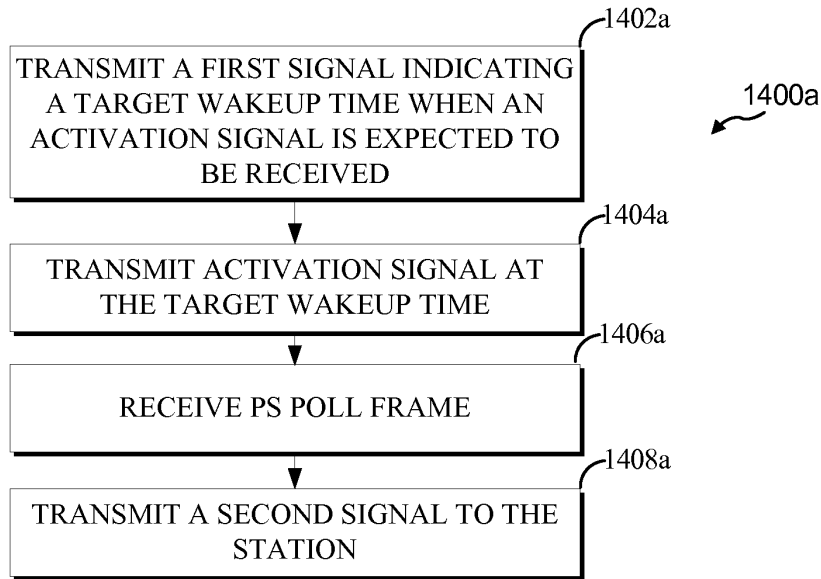 1402a
TRANSMIT A FIRST SIGNAL INDICATING
A TARGET WAKEUP TIME WHEN AN
ACTIVATION SIGNAL IS EXPECTED TO
BE RECEIVED
1400a
1404a
TRANSMIT ACTIVATION SIGNAL AT
THE TARGET WAKEUP TIME
1406a
RECEIVE PS POLL FRAME
1408a
TRANSMIT A SECOND SIGNAL TO THE
STATION